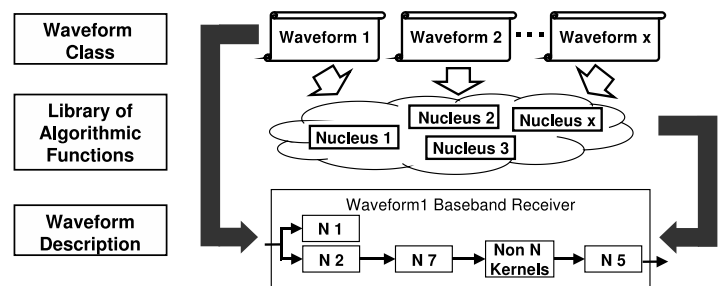 Waveform
Class
Waveform 1
Waveform 2
Waveform x
Library of
Algorithmic
Functions
Nucleus 1
Nucleus 2
Nucleus 3
Nucleus x
Waveform
Description
Waveform1 Baseband Receiver
N 1
N 2
N 7
Non N
Kernels
N 5